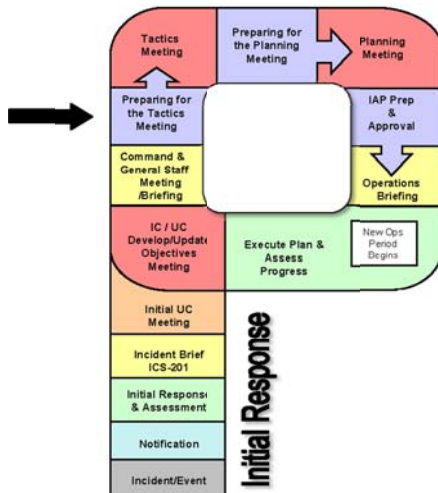 Tactics
Meeting
Preparing for
the Planning
Meeting
Planning
Meeting
Preparing for
the Tactics
Meeting
IAP Prep
&
Approval
Command &
General Staff
Meeting
/Briefing
Operations
Briefing
IC / UC
Develop/Update
Objectives
Meeting
Execute Plan &
Assess
Progress
New Ops
Period
Begins
Initial UC
Meeting
Incident Brief
ICS-201
Initial Response
& Assessment
Notification
Incident/Event
Initial Response